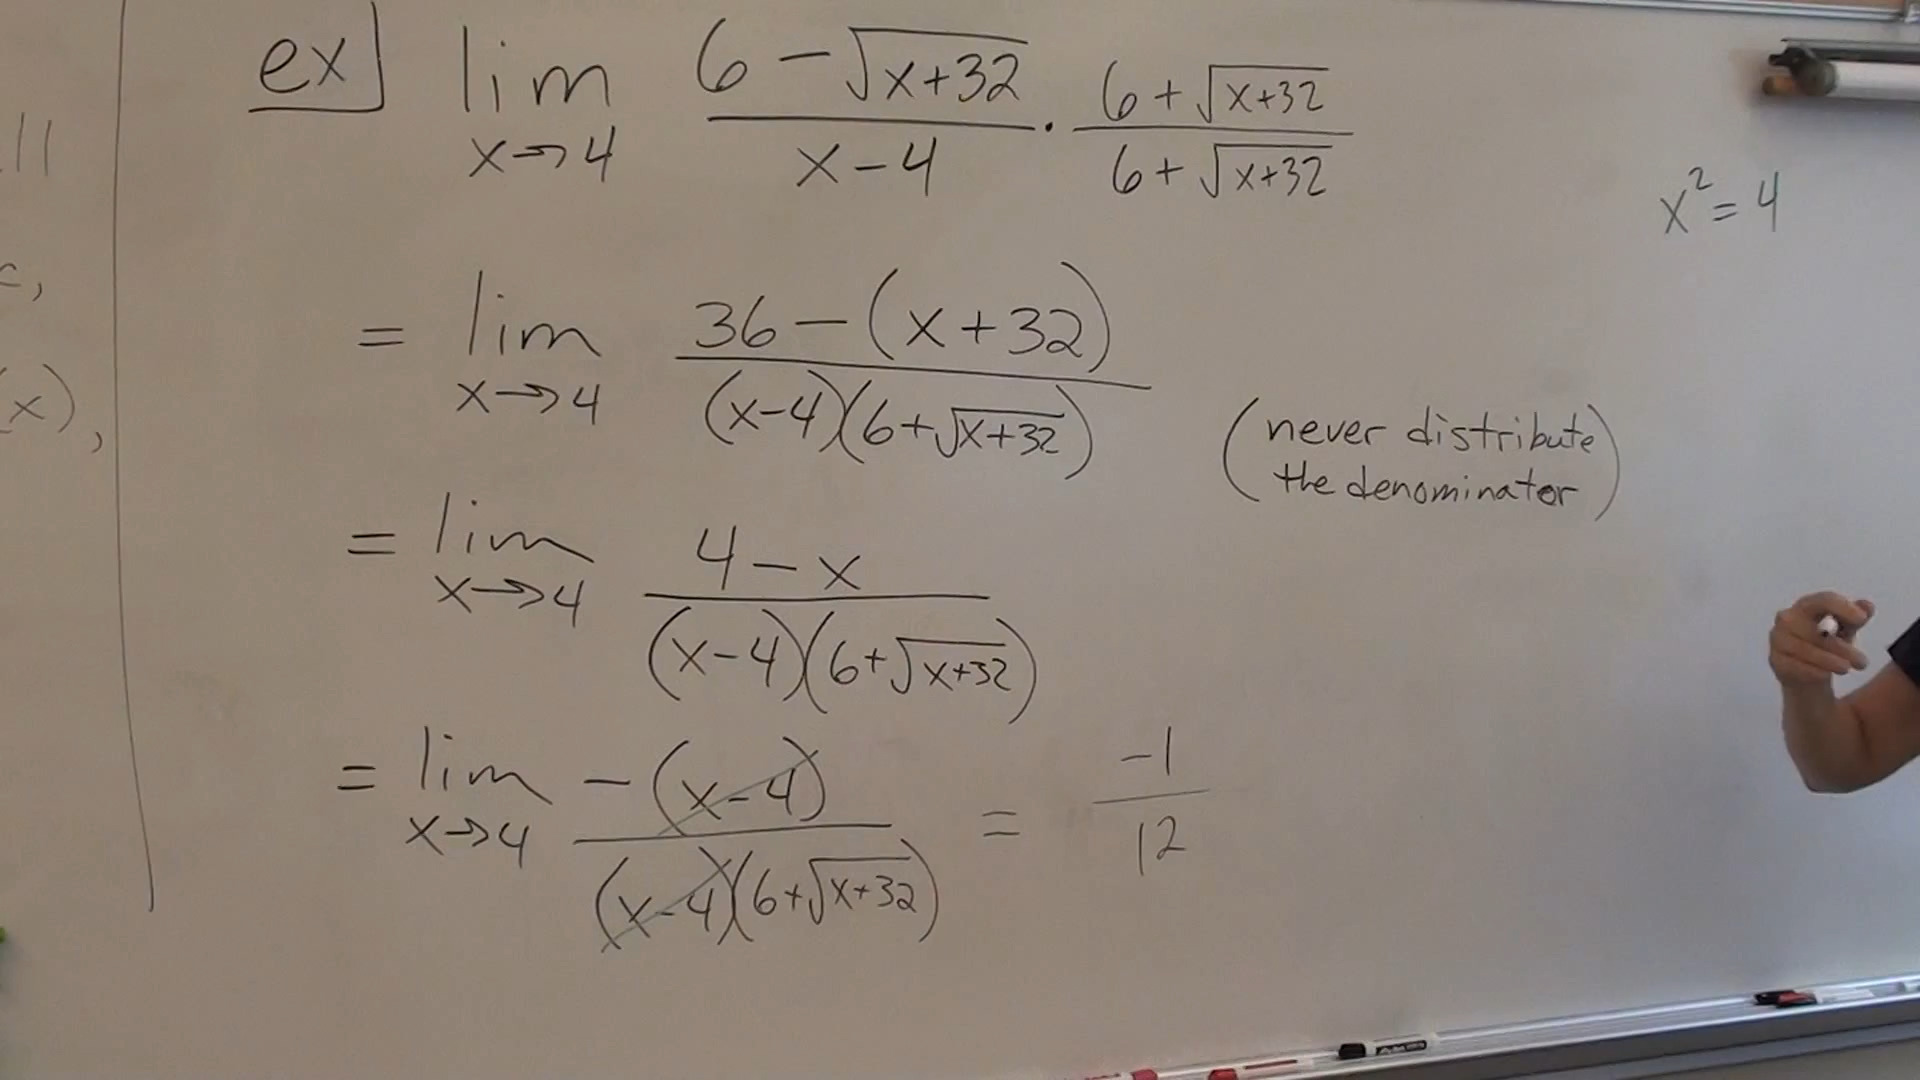 ll
c,
(x),
ex] lim x→4 (6 − √(x+32))/(x−4) · (6 + √(x+32))/(6 + √(x+32))
x² = 4
= lim x→4 (36 − (x+32))/((x−4)(6+√(x+32)))
(never distribute
the denominator)
= lim x→4 (4 − x)/((x−4)(6+√(x+32)))
= lim x→4 −(x−4)/((x−4)(6+√(x+32))) = −1/12